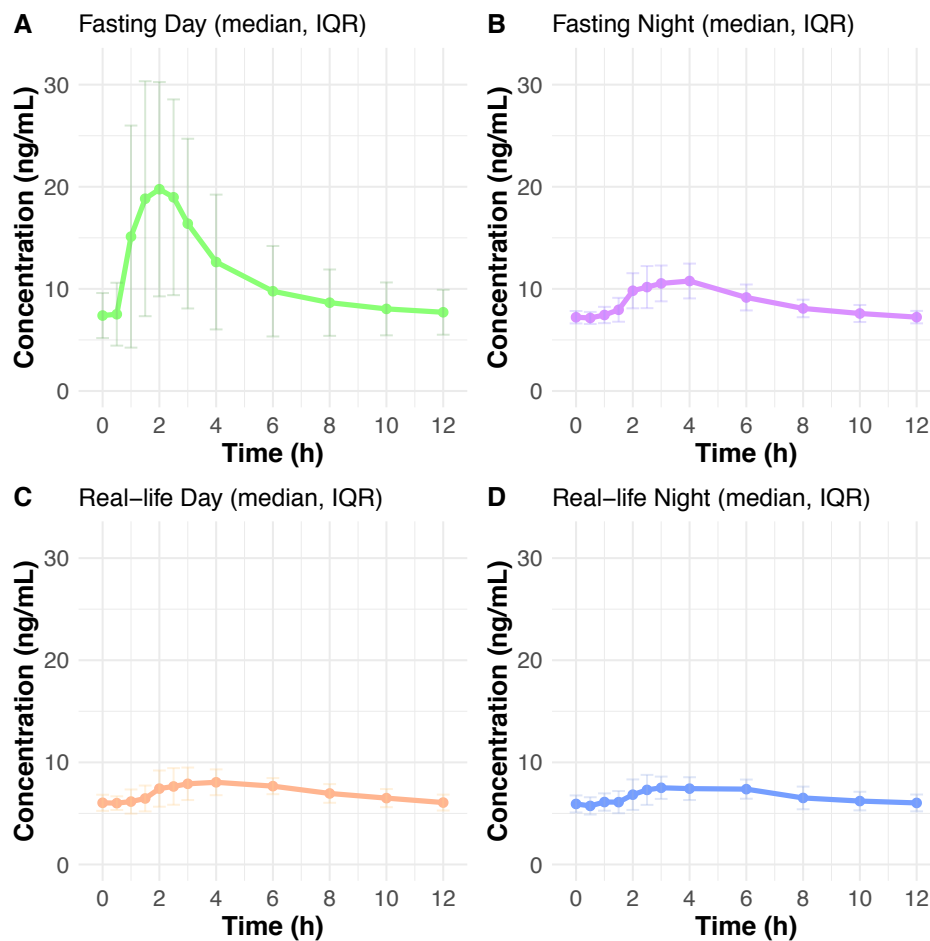 A Fasting Day (median, IQR)
Concentration (ng/mL)
30
20
10
0
0 2 4 6 8 10 12
Time (h)
B Fasting Night (median, IQR)
Concentration (ng/mL)
30
20
10
0
0 2 4 6 8 10 12
Time (h)
C Real−life Day (median, IQR)
Concentration (ng/mL)
30
20
10
0
0 2 4 6 8 10 12
Time (h)
D Real−life Night (median, IQR)
Concentration (ng/mL)
30
20
10
0
0 2 4 6 8 10 12
Time (h)